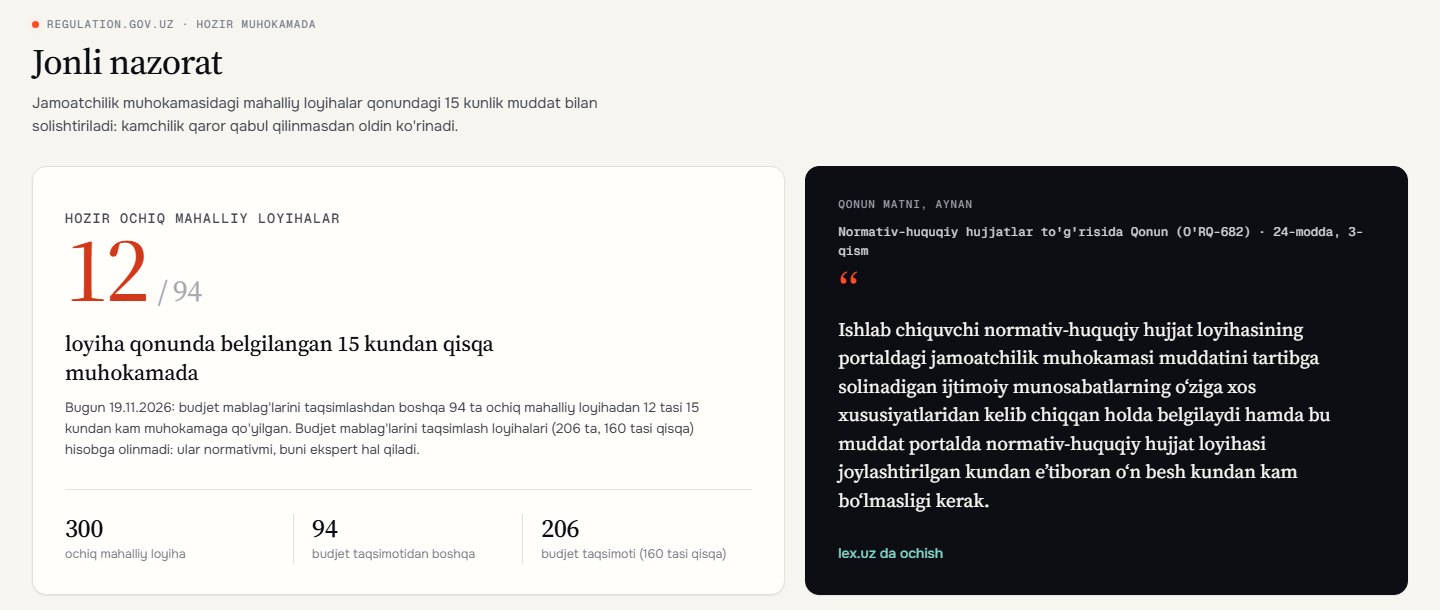 REGULATION.GOV.UZ · HOZIR MUHOKAMADA
Jonli nazorat
Jamoatchilik muhokamasidagi mahalliy loyihalar qonundagi 15 kunlik muddat bilan
solishtiriladi: kamchilik qaror qabul qilinmasdan oldin ko'rinadi.
HOZIR OCHIQ MAHALLIY LOYIHALAR
12 / 94
loyiha qonunda belgilangan 15 kundan qisqa
muhokamada
Bugun 19.11.2026: budjet mablag'larini taqsimlashdan boshqa 94 ta ochiq mahalliy loyihadan 12 tasi 15
kundan kam muhokamaga qo'yilgan. Budjet mablag'larini taqsimlash loyihalari (206 ta, 160 tasi qisqa)
hisobga olinmadi: ular normativmi, buni ekspert hal qiladi.
300
ochiq mahalliy loyiha
94
budjet taqsimotidan boshqa
206
budjet taqsimoti (160 tasi qisqa)
QONUN MATNI, AYNAN
Normativ-huquqiy hujjatlar to'g'risida Qonun (O'RQ-682) · 24-modda, 3-
qism
“
Ishlab chiquvchi normativ-huquqiy hujjat loyihasining
portaldagi jamoatchilik muhokamasi muddatini tartibga
solinadigan ijtimoiy munosabatlarning oʻziga xos
xususiyatlaridan kelib chiqqan holda belgilaydi hamda bu
muddat portalda normativ-huquqiy hujjat loyihasi
joylashtirilgan kundan eʼtiboran oʻn besh kundan kam
boʻlmasligi kerak.
lex.uz da ochish